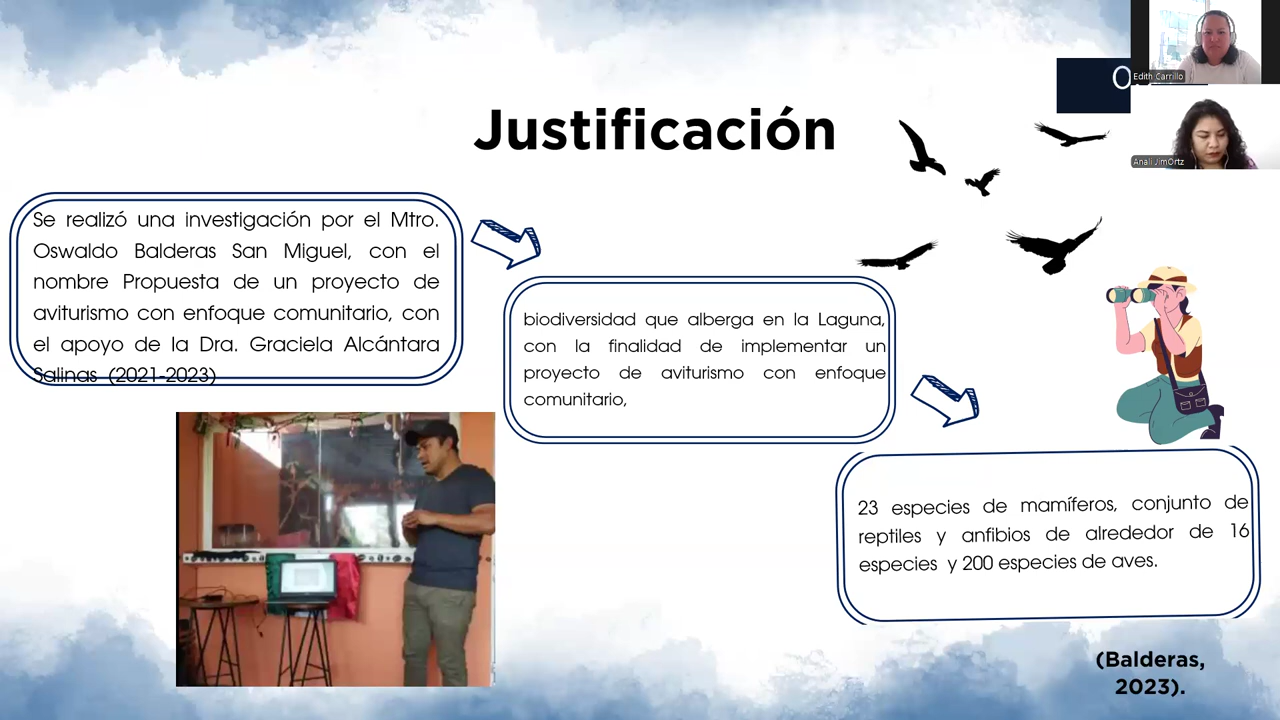 Edith Carrillo
Justificación
Anali JimOrtz
Se realizó una investigación por el Mtro.
Oswaldo Balderas San Miguel, con el
nombre Propuesta de un proyecto de
aviturismo con enfoque comunitario, con
el apoyo de la Dra. Graciela Alcántara
Salinas (2021-2023)
biodiversidad que alberga en la Laguna,
con la finalidad de implementar un
proyecto de aviturismo con enfoque
comunitario,
23 especies de mamíferos, conjunto de
reptiles y anfibios de alrededor de 16
especies y 200 especies de aves.
(Balderas,
2023).